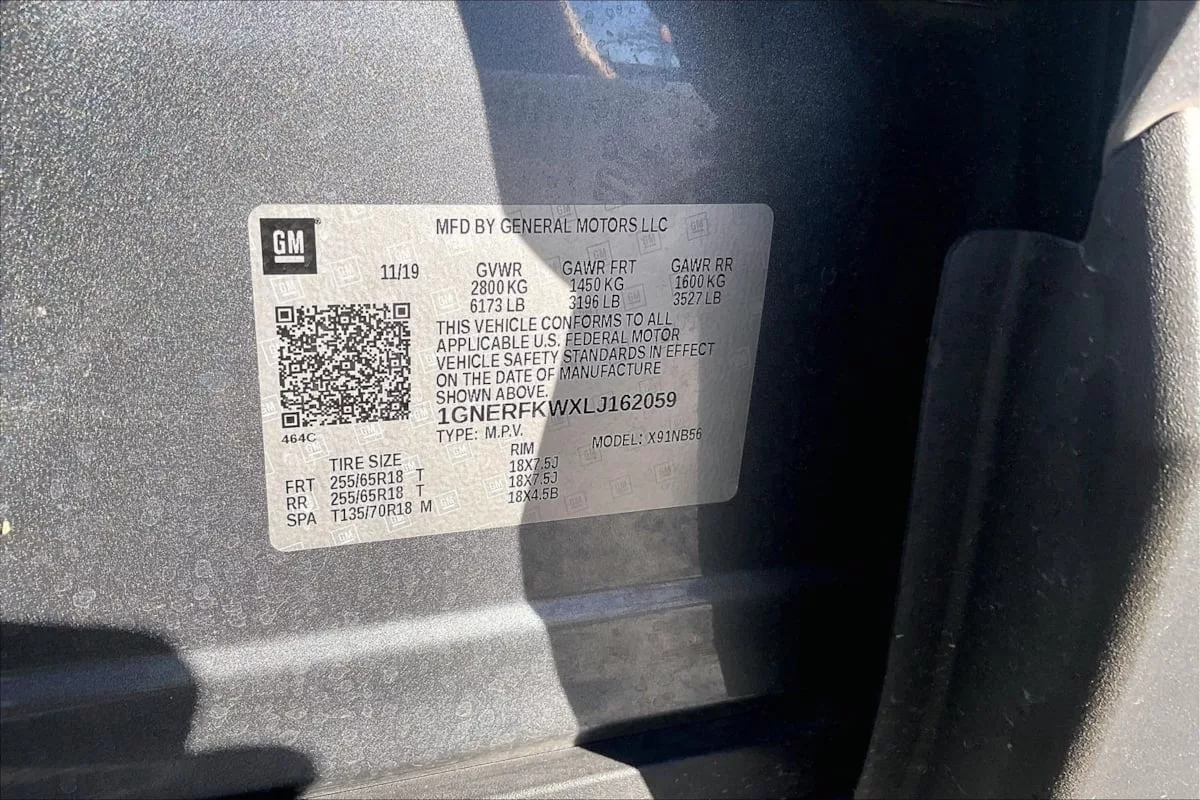 GM
MFD BY GENERAL MOTORS LLC
11/19 GVWR GAWR FRT GAWR RR
2800 KG 1450 KG 1600 KG
6173 LB 3196 LB 3527 LB
THIS VEHICLE CONFORMS TO ALL
APPLICABLE U.S. FEDERAL MOTOR
VEHICLE SAFETY STANDARDS IN EFFECT
ON THE DATE OF MANUFACTURE
SHOWN ABOVE.
1GNERFKWXLJ162059
464C
TYPE: M.P.V. MODEL: X91NB56
TIRE SIZE RIM
FRT 255/65R18 T 18X7.5J
RR 255/65R18 T 18X7.5J
SPA T135/70R18 M 18X4.5B